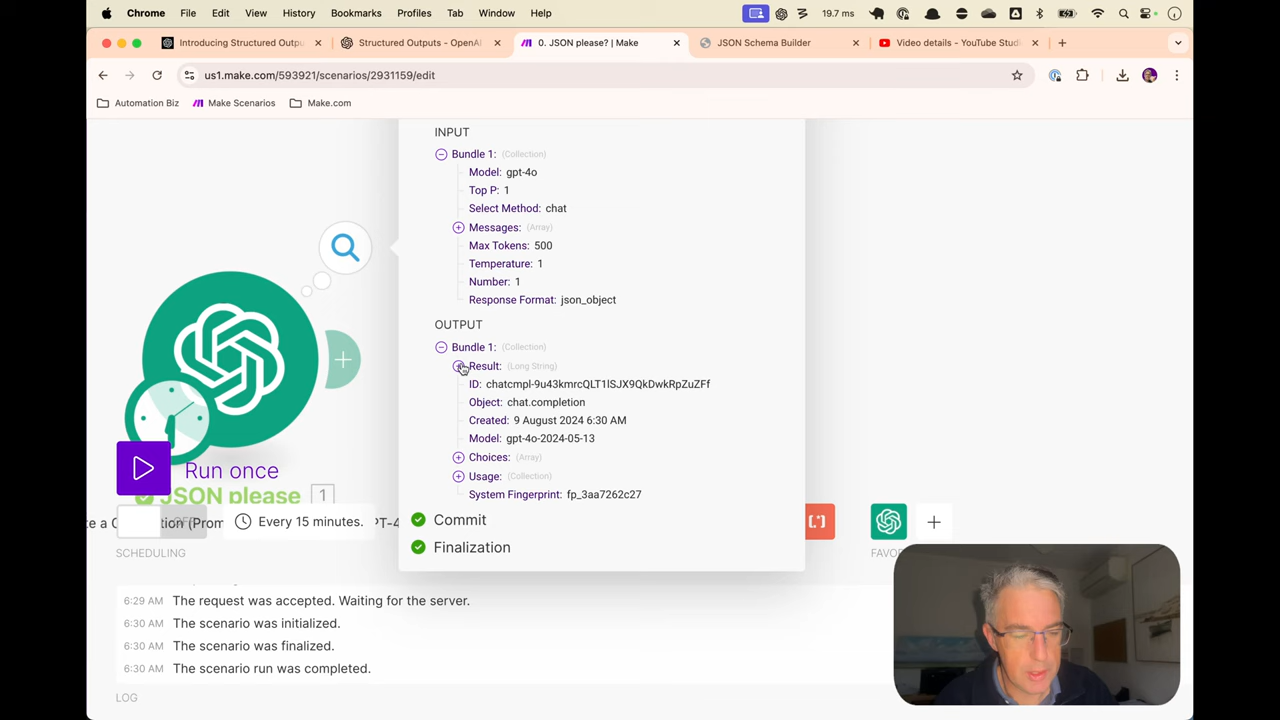 Chrome File Edit View History Bookmarks Profiles Tab Window Help 19.7 ms
Introducing Structured Outpu Structured Outputs - OpenAI 0. JSON please? | Make JSON Schema Builder Video details - YouTube Stud
us1.make.com/593921/scenarios/2931159/edit
Automation Biz Make Scenarios Make.com
INPUT
Bundle 1: (Collection)
Model: gpt-4o
Top P: 1
Select Method: chat
Messages: (Array)
Max Tokens: 500
Temperature: 1
Number: 1
Response Format: json_object
OUTPUT
Bundle 1: (Collection)
Result: (Long String)
ID: chatcmpl-9u43kmrcQLT1lSJX9QkDwkRpZuZFf
Object: chat.completion
Created: 9 August 2024 6:30 AM
Model: gpt-4o-2024-05-13
Choices: (Array)
Usage: (Collection)
System Fingerprint: fp_3aa7262c27
Commit
Finalization
Run once
JSON please 1
te a C tion (Prom Every 15 minutes. PT-4 [.*]
SCHEDULING FAVO
6:29 AM The request was accepted. Waiting for the server.
6:30 AM The scenario was initialized.
6:30 AM The scenario was finalized.
6:30 AM The scenario run was completed.
LOG